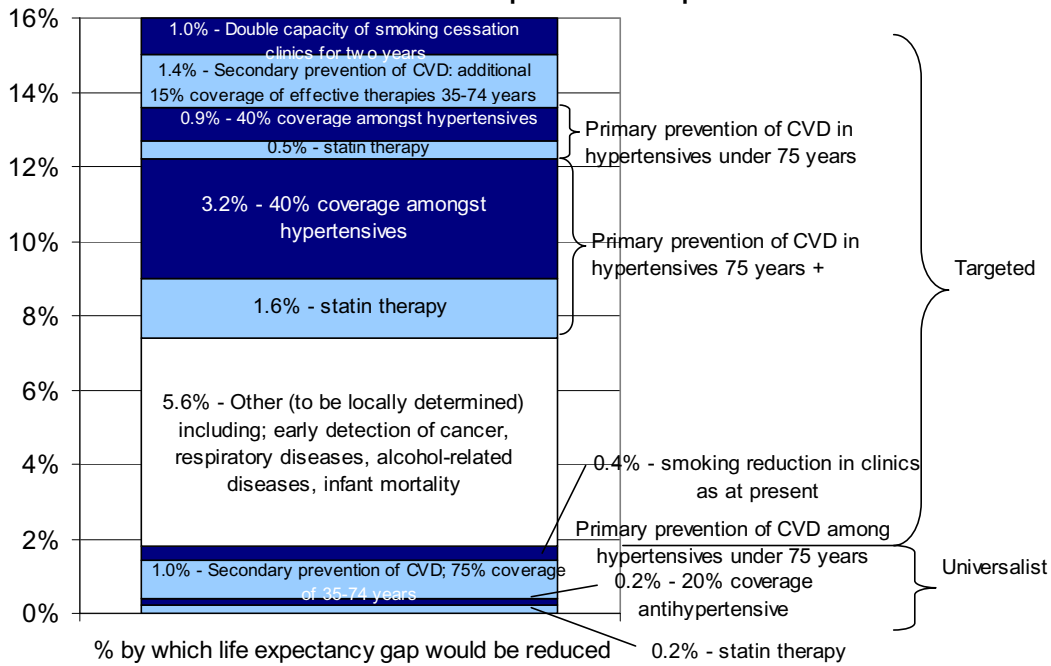 16%
1.0% - Double capacity of smoking cessation
clinics for two years
1.4% - Secondary prevention of CVD: additional
15% coverage of effective therapies 35-74 years
14%
0.9% - 40% coverage amongst hypertensives
Primary prevention of CVD in
hypertensives under 75 years
0.5% - statin therapy
12%
3.2% - 40% coverage amongst
hypertensives
10%
Primary prevention of CVD in
hypertensives 75 years +
Targeted
1.6% - statin therapy
8%
6%
5.6% - Other (to be locally determined)
including; early detection of cancer,
respiratory diseases, alcohol-related
diseases, infant mortality
4%
0.4% - smoking reduction in clinics
as at present
2%
Primary prevention of CVD among
hypertensives under 75 years
Universalist
1.0% - Secondary prevention of CVD; 75% coverage
of 35-74 years
0.2% - 20% coverage
antihypertensive
0%
0.2% - statin therapy
% by which life expectancy gap would be reduced